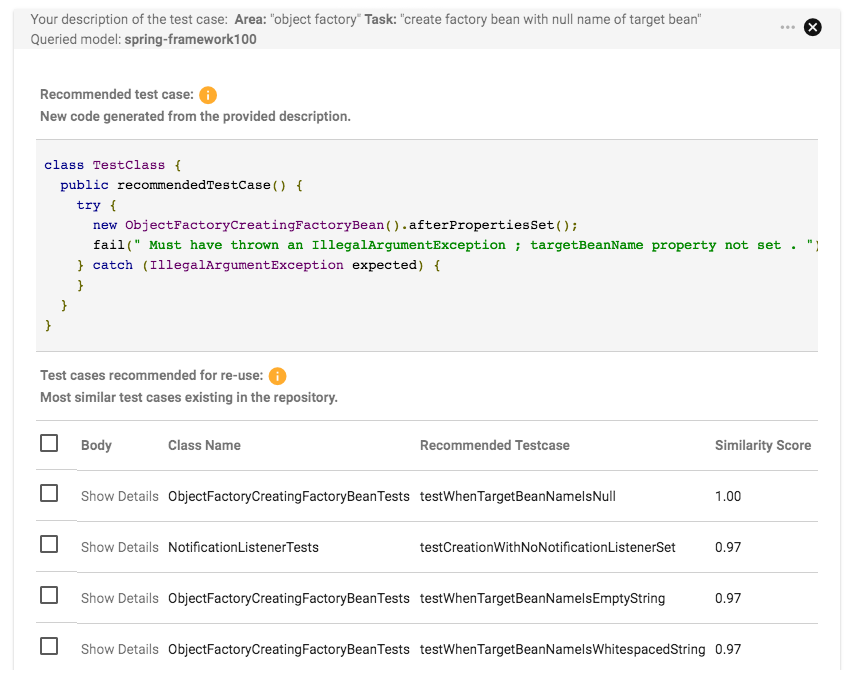 Your description of the test case: Area: "object factory" Task: "create factory bean with null name of target bean"
Queried model: spring-framework100
Recommended test case:
New code generated from the provided description.
class TestClass {
public recommendedTestCase() {
try {
new ObjectFactoryCreatingFactoryBean().afterPropertiesSet();
fail(" Must have thrown an IllegalArgumentException ; targetBeanName property not set . ")
} catch (IllegalArgumentException expected) {
}
}
}
Test cases recommended for re-use:
Most similar test cases existing in the repository.
Body Class Name Recommended Testcase Similarity Score
Show Details ObjectFactoryCreatingFactoryBeanTests testWhenTargetBeanNameIsNull 1.00
Show Details NotificationListenerTests testCreationWithNoNotificationListenerSet 0.97
Show Details ObjectFactoryCreatingFactoryBeanTests testWhenTargetBeanNameIsEmptyString 0.97
Show Details ObjectFactoryCreatingFactoryBeanTests testWhenTargetBeanNameIsWhitespacedString 0.97